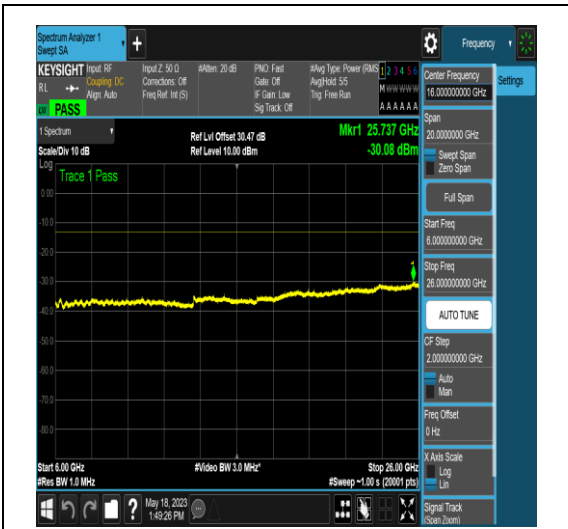 Spectrum Analyzer 1
Swept SA
Frequency
KEYSIGHT
Input: RF
Input Z: 50 Ω
#Atten: 20 dB
PNO: Fast
#Avg Type: Power (RMS)
1 2 3 4 5 6
R L
Coupling: DC
Corrections: Off
Gate: Off
Avg|Hold: 5/5
M W W W W W
Align: Auto
Freq Ref: Int (S)
IF Gain: Low
Trig: Free Run
PASS
Sig Track: Off
A A A A A A
Center Frequency
16.000000000 GHz
Settings
1 Spectrum
Ref Lvl Offset 30.47 dB
Mkr1 25.737 GHz
Scale/Div 10 dB
Ref Level 10.00 dBm
-30.08 dBm
Log
Trace 1 Pass
0.00
-10.0
-20.0
-30.0
-40.0
-50.0
-60.0
-70.0
-80.0
Span
20.0000000 GHz
Swept Span
Zero Span
Full Span
Start Freq
6.000000000 GHz
Stop Freq
26.000000000 GHz
AUTO TUNE
CF Step
2.000000000 GHz
Auto
Man
Freq Offset
0 Hz
X Axis Scale
Log
Lin
Signal Track
(Span Zoom)
Start 6.00 GHz
#Video BW 3.0 MHz*
Stop 26.00 GHz
#Res BW 1.0 MHz
#Sweep ~1.00 s (20001 pts)
May 18, 2023
1:49:26 PM